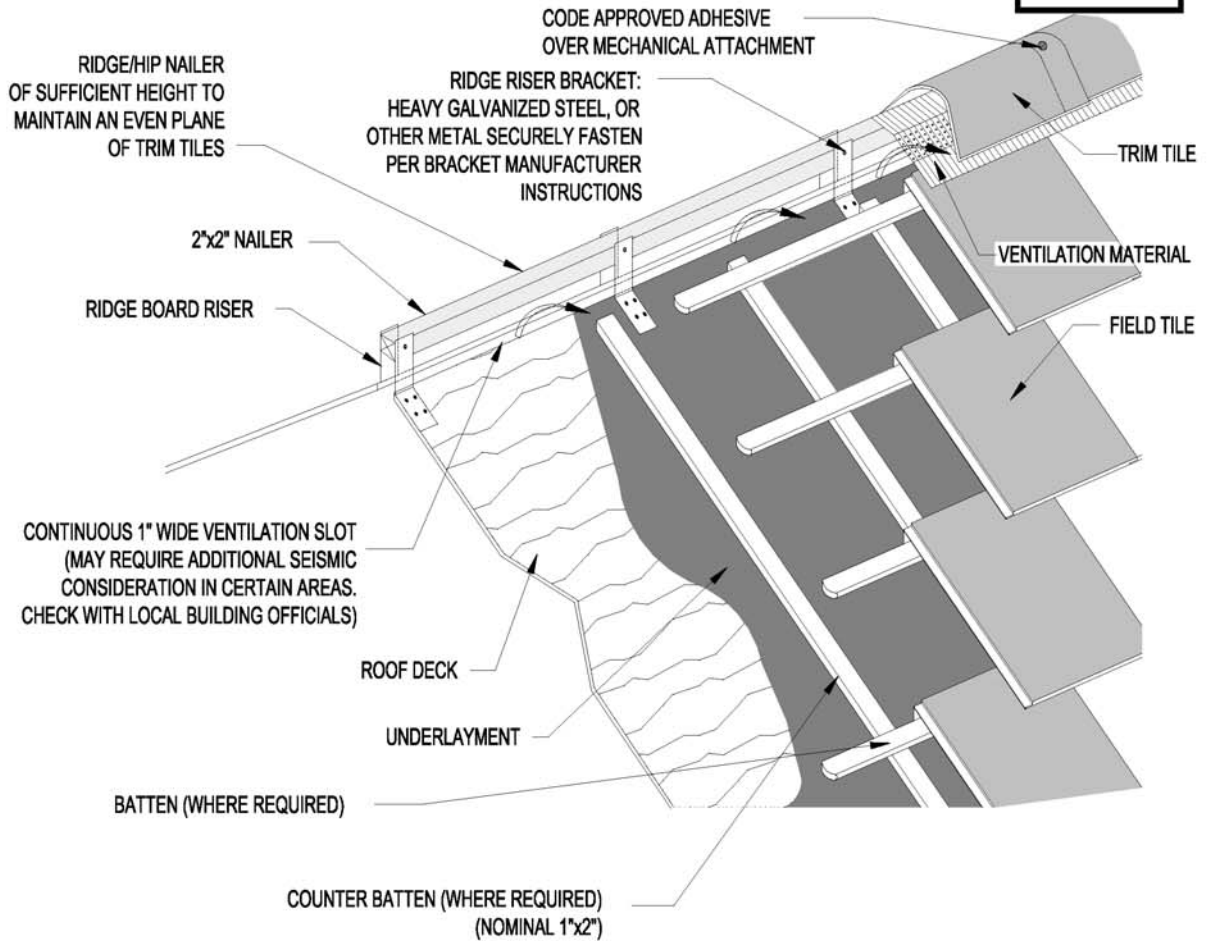 CODE APPROVED ADHESIVE
OVER MECHANICAL ATTACHMENT
RIDGE/HIP NAILER
OF SUFFICIENT HEIGHT TO
MAINTAIN AN EVEN PLANE
OF TRIM TILES
RIDGE RISER BRACKET:
HEAVY GALVANIZED STEEL, OR
OTHER METAL SECURELY FASTEN
PER BRACKET MANUFACTURER
INSTRUCTIONS
TRIM TILE
2"x2" NAILER
VENTILATION MATERIAL
RIDGE BOARD RISER
FIELD TILE
CONTINUOUS 1" WIDE VENTILATION SLOT
(MAY REQUIRE ADDITIONAL SEISMIC
CONSIDERATION IN CERTAIN AREAS.
CHECK WITH LOCAL BUILDING OFFICIALS)
ROOF DECK
UNDERLAYMENT
BATTEN (WHERE REQUIRED)
COUNTER BATTEN (WHERE REQUIRED)
(NOMINAL 1"x2")